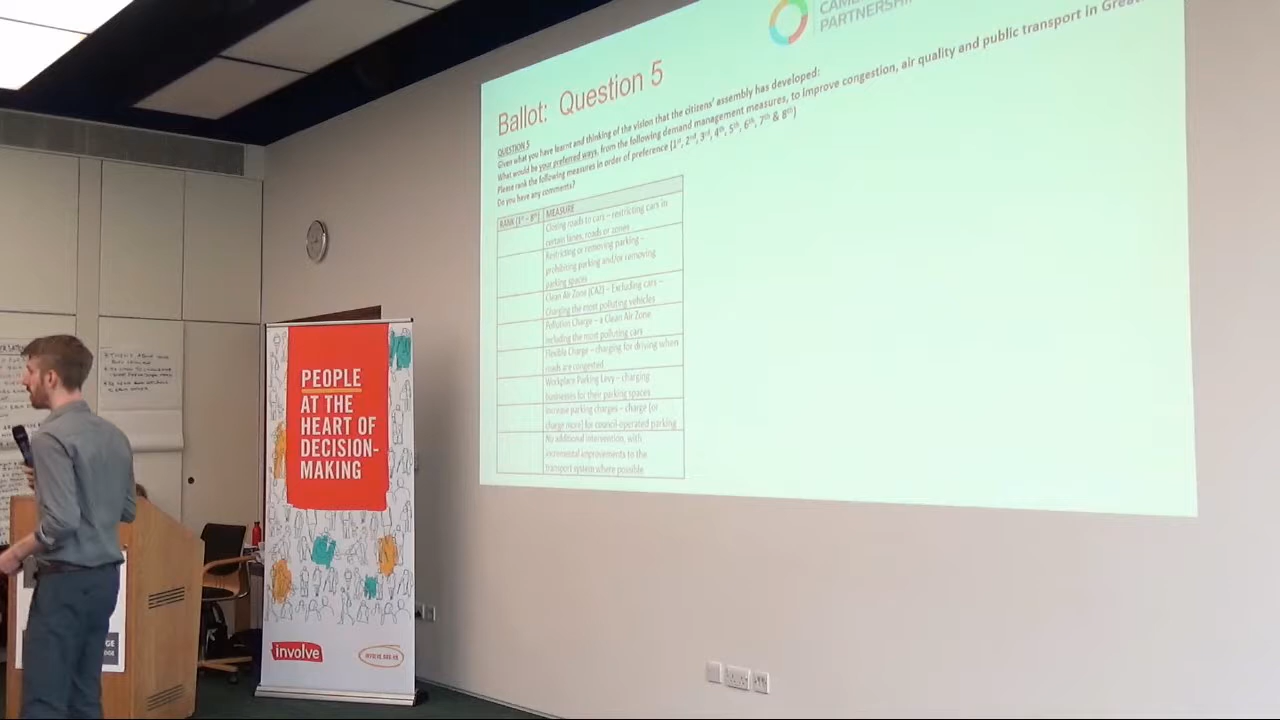 CAMB
PARTNERSHIP
Ballot: Question 5
QUESTION 5
Given what you have learnt and thinking of the vision that the citizens' assembly has developed:
What would be your preferred ways, from the following demand management measures, to improve congestion, air quality and public transport in Grea
Please rank the following measures in order of preference (1st, 2nd, 3rd, 4th, 5th, 6th, 7th & 8th)
Do you have any comments?
RANK (1st – 8th) MEASURE
Closing roads to cars – restricting cars in
certain lanes, roads or zones
Restricting or removing parking –
prohibiting parking and/or removing
parking spaces
Clean Air Zone (CAZ) – Excluding cars –
Charging the most polluting vehicles
Pollution Charge – a Clean Air Zone
including the most polluting cars
Flexible Charge – charging for driving when
roads are congested
Workplace Parking Levy – charging
businesses for their parking spaces
Increase parking charges – charge (or
charge more) for council-operated parking
No additional intervention, with
incremental improvements to the
transport system where possible
PEOPLE
AT THE
HEART OF
DECISION-
MAKING
involve
INVOLVE.ORG.UK